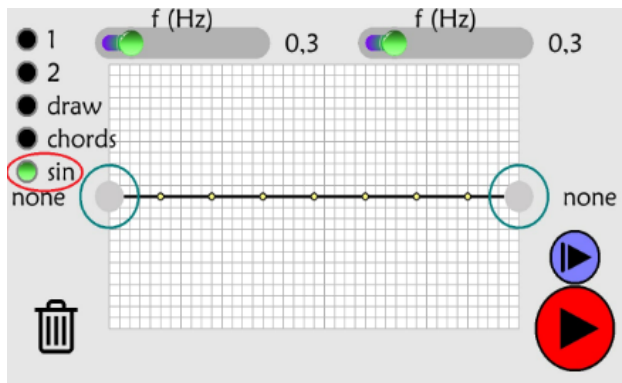 f (Hz)
f (Hz)
1
0,3
0,3
2
draw
chords
sin
none
none